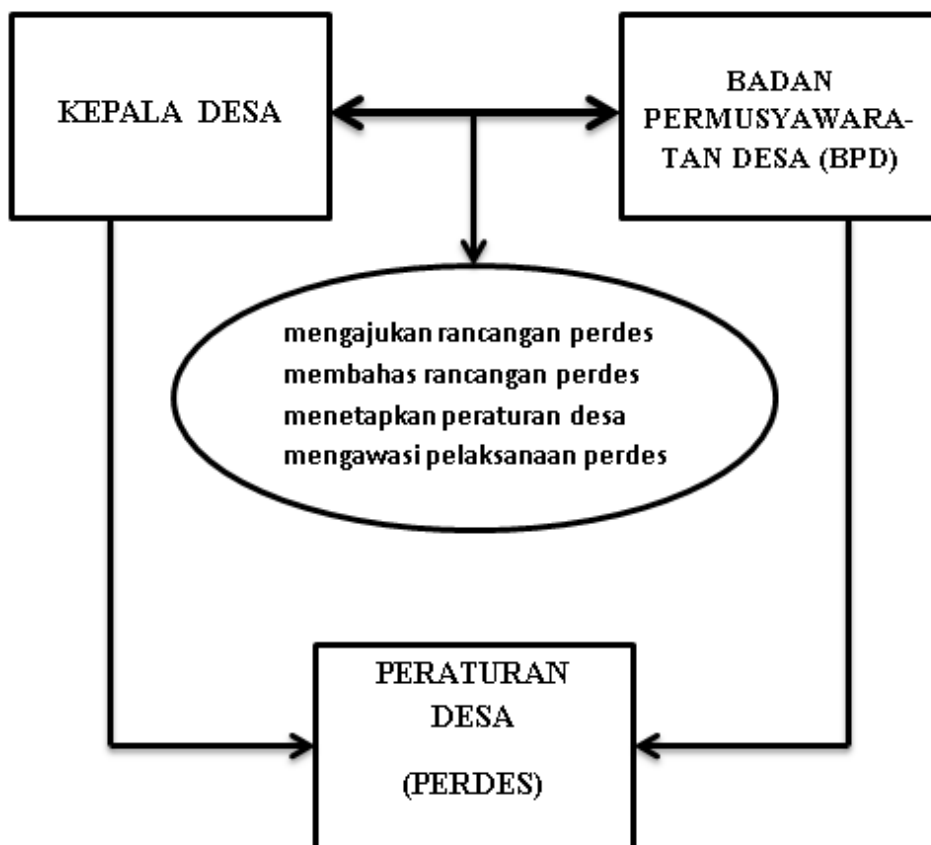 KEPALA DESA
BADAN
PERMUSYAWARA-
TAN DESA (BPD)
mengajukan rancangan perdes
membahas rancangan perdes
menetapkan peraturan desa
mengawasi pelaksanaan perdes
PERATURAN
DESA
(PERDES)